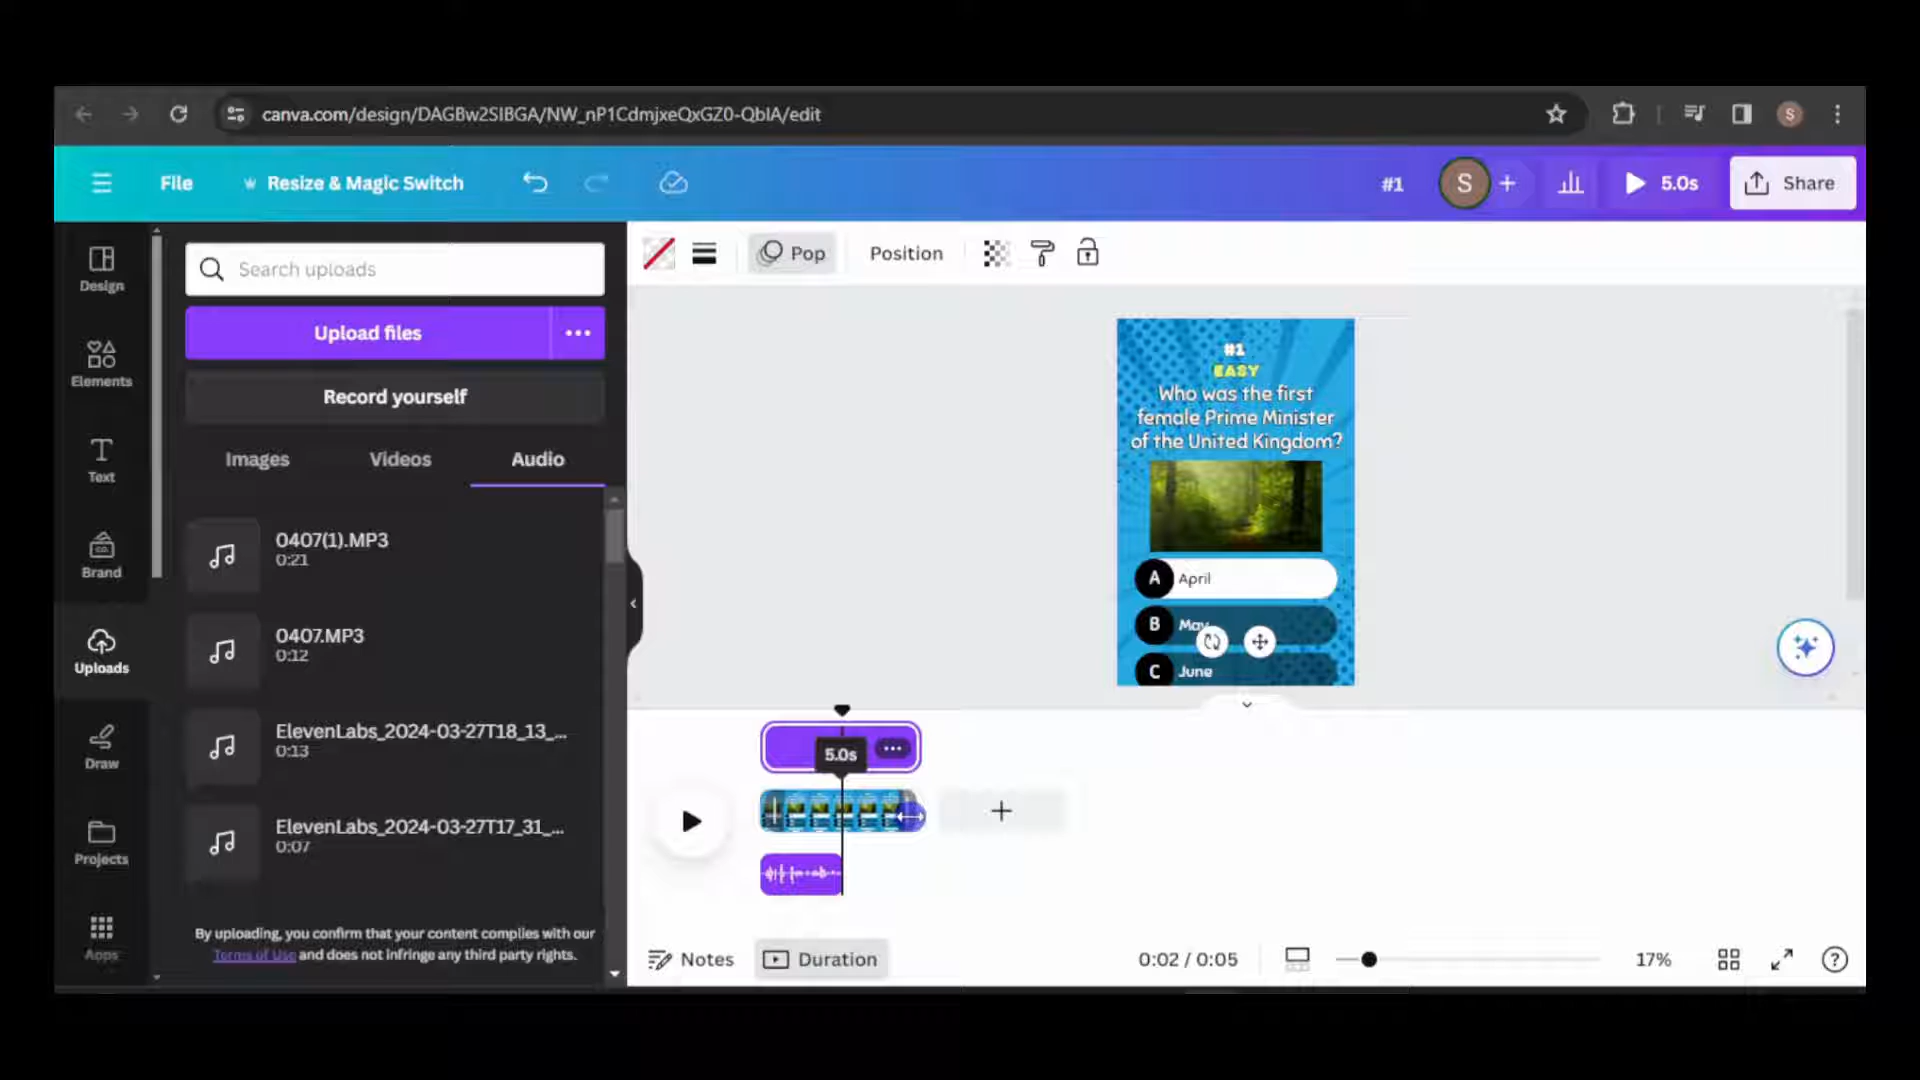 canva.com/design/DAGBw2SIBGA/NW_nP1CdmjxeQxGZ0-QbIA/edit
S
File
Resize & Magic Switch
#1
S
5.0s
Share
Design
Elements
Text
Brand
Uploads
Draw
Projects
Apps
Search uploads
Upload files
Record yourself
Images
Videos
Audio
0407(1).MP3
0:21
0407.MP3
0:12
ElevenLabs_2024-03-27T18_13_...
0:13
ElevenLabs_2024-03-27T17_31_...
0:07
By uploading, you confirm that your content complies with our
Terms of Use and does not infringe any third party rights.
Pop
Position
#1
EASY
Who was the first
female Prime Minister
of the United Kingdom?
A April
B May
C June
5.0s
Notes
Duration
0:02 / 0:05
17%